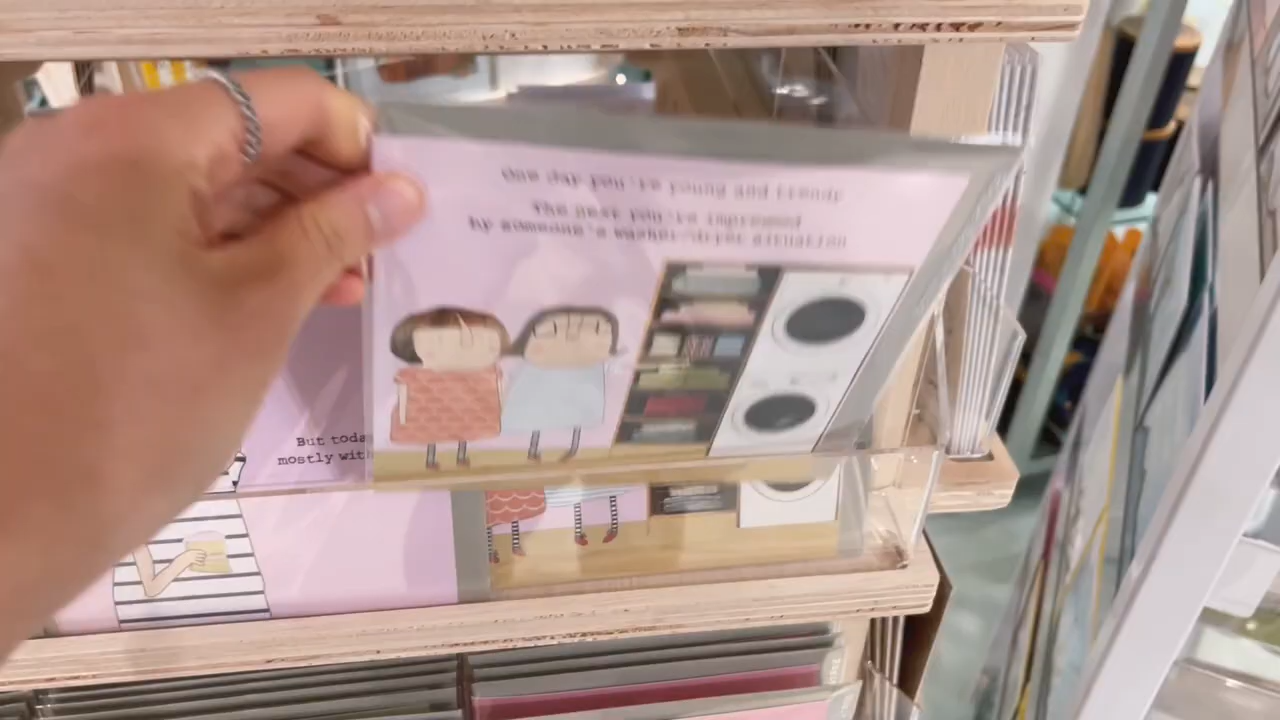 One day you're young and trendy
The next you're impressed
by someone's washer/dryer situation
But toda
mostly with